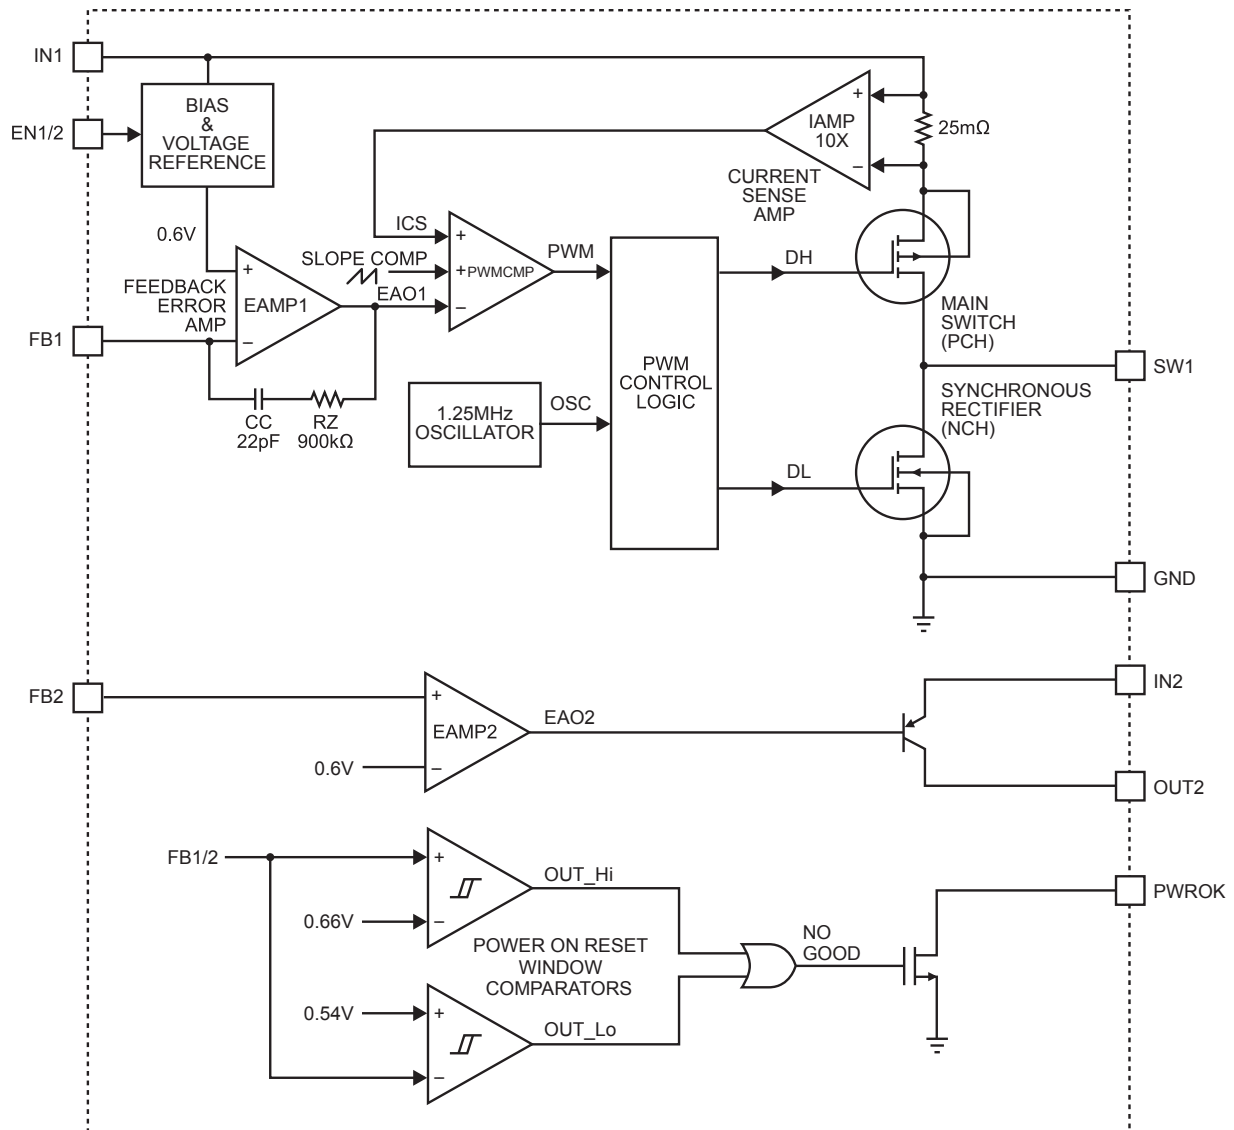 IN1
BIAS
&
VOLTAGE
REFERENCE
EN1/2
+
IAMP
10X
–
25mΩ
CURRENT
SENSE
AMP
0.6V
ICS
+
SLOPE COMP
+PWMCMP
EAO1
–
PWM
DH
FEEDBACK
ERROR
AMP
+
EAMP1
–
FB1
CC
22pF
RZ
900kΩ
1.25MHz
OSCILLATOR
OSC
PWM
CONTROL
LOGIC
MAIN
SWITCH
(PCH)
SW1
SYNCHRONOUS
RECTIFIER
(NCH)
DL
GND
FB2
+
EAMP2
–
0.6V
EAO2
IN2
OUT2
FB1/2
+
–
0.66V
OUT_Hi
PWROK
POWER ON RESET
WINDOW
COMPARATORS
NO
GOOD
0.54V
+
–
OUT_Lo